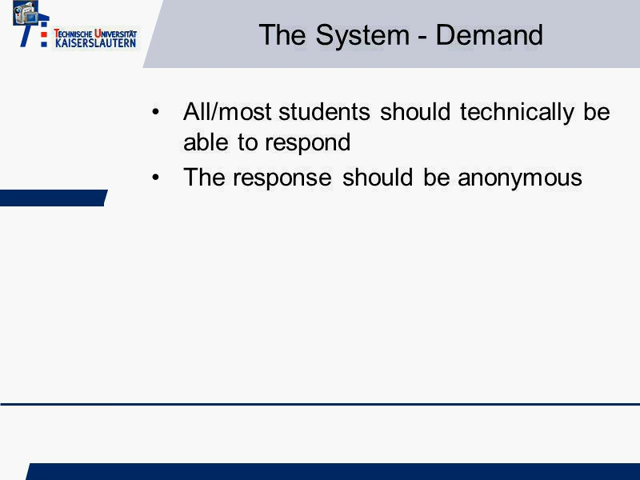 TECHNISCHE UNIVERSITÄT
KAISERSLAUTERN
The System - Demand
• All/most students should technically be
able to respond
• The response should be anonymous